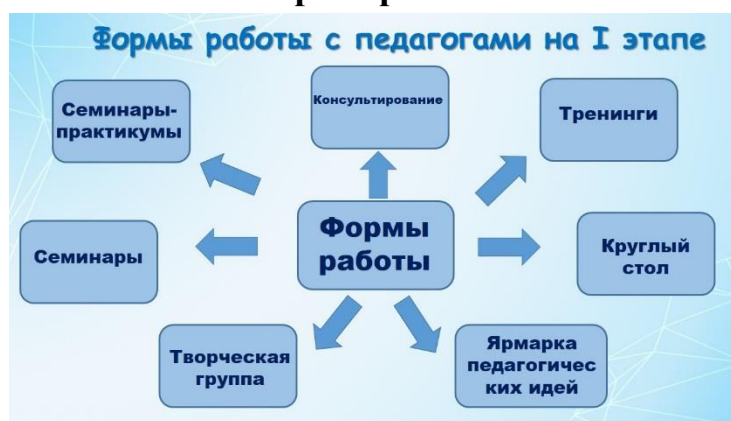 Формы работы с педагогами на I этапе
Семинары-
практикумы
Консультирование
Тренинги
Семинары
Формы
работы
Круглый
стол
Творческая
группа
Ярмарка
педагогичес
ких идей